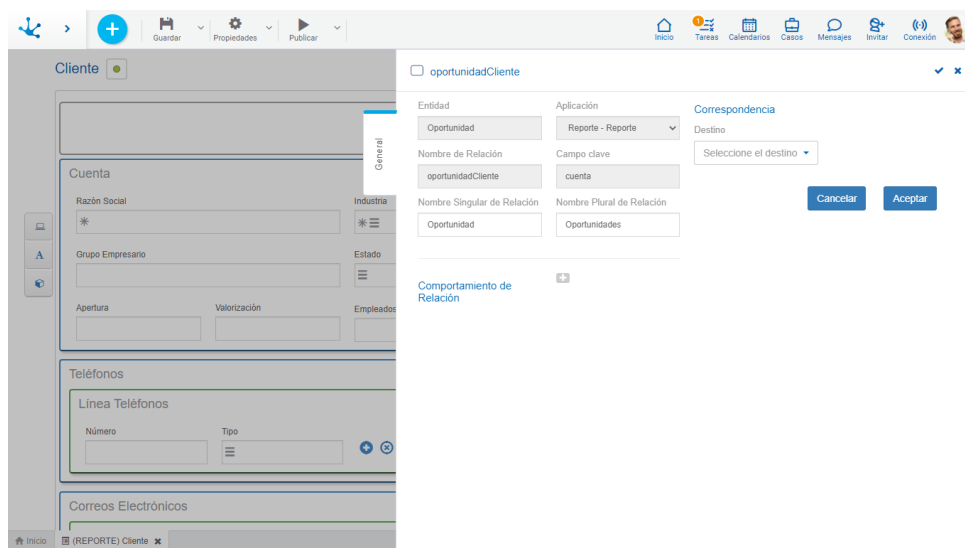 Guardar
Propiedades
Publicar
Inicio
1
Tareas
Calendarios
Casos
Mensajes
Invitar
Conexión
Cliente
General
Cuenta
Razón Social
Industria
Grupo Empresario
Estado
Apertura
Valorización
Empleados
A
Teléfonos
Línea Teléfonos
Número
Tipo
Correos Electrónicos
oportunidadCliente
Entidad
Aplicación
Oportunidad
Reporte - Reporte
Nombre de Relación
Campo clave
oportunidadCliente
cuenta
Nombre Singular de Relación
Nombre Plural de Relación
Oportunidad
Oportunidades
Comportamiento de
Relación
Correspondencia
Destino
Seleccione el destino
Cancelar
Aceptar
Inicio
(REPORTE) Cliente